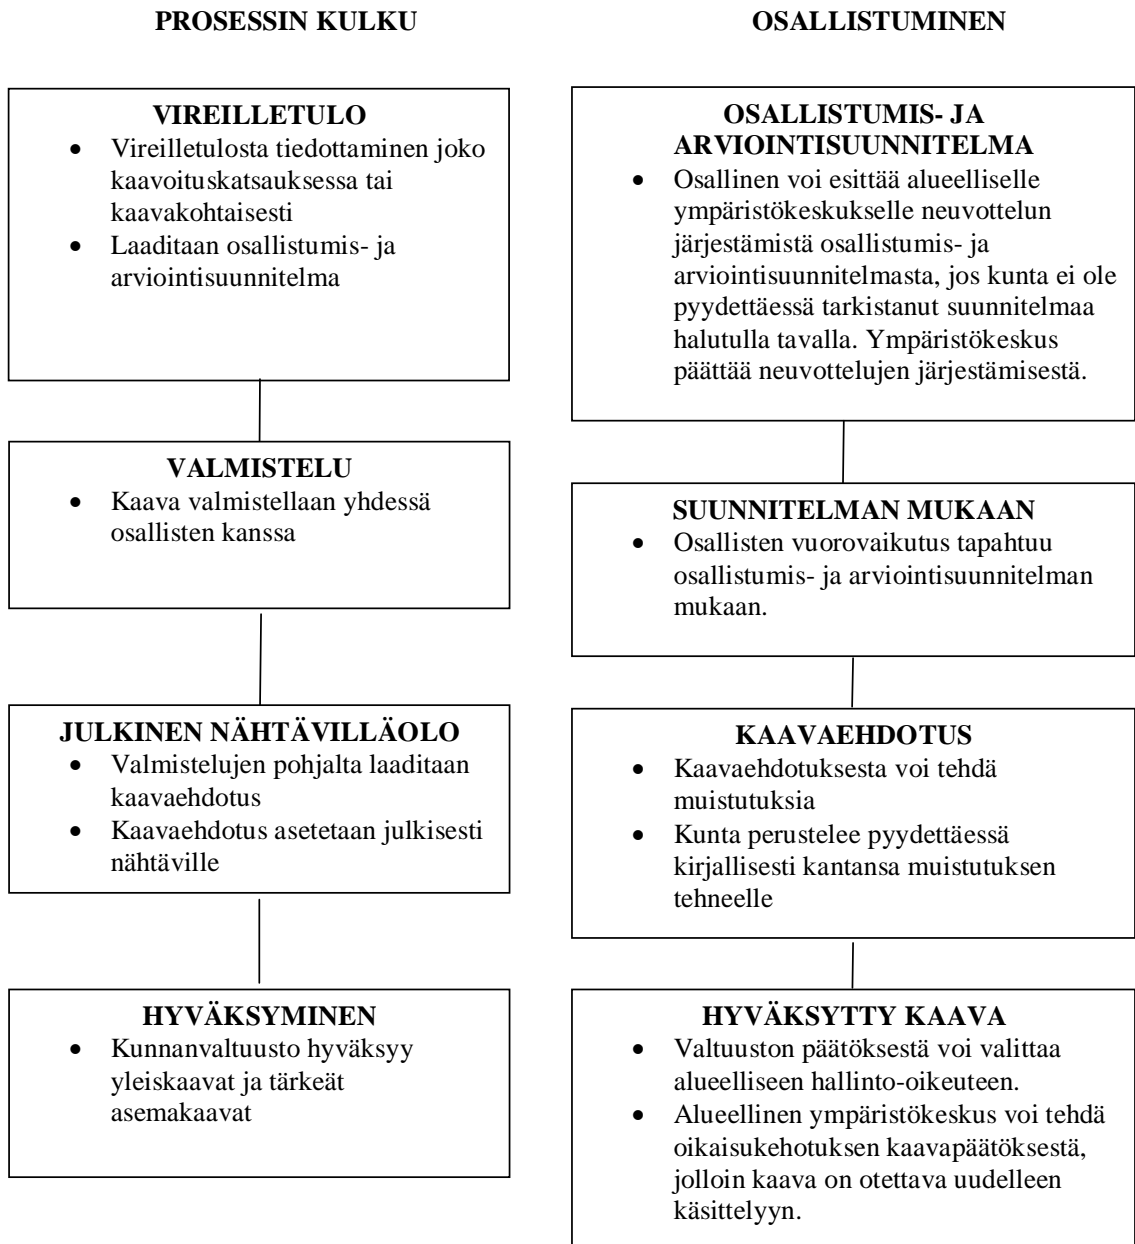 PROSESSIN KULKU
VIREILLETULO
• Vireilletulosta tiedottaminen joko
kaavoituskatsauksessa tai
kaavakohtaisesti
• Laaditaan osallistumis- ja
arviointisuunnitelma
VALMISTELU
• Kaava valmistellaan yhdessä
osallisten kanssa
JULKINEN NÄHTÄVILLÄOLO
• Valmistelujen pohjalta laaditaan
kaavaehdotus
• Kaavaehdotus asetetaan julkisesti
nähtäville
HYVÄKSYMINEN
• Kunnanvaltuusto hyväksyy
yleiskaavat ja tärkeät
asemakaavat
OSALLISTUMINEN
OSALLISTUMIS- JA
ARVIOINTISUUNNITELMA
• Osallinen voi esittää alueelliselle
ympäristökeskukselle neuvottelun
järjestämistä osallistumis- ja
arviointisuunnitelmasta, jos kunta ei ole
pyydettäessä tarkistanut suunnitelmaa
halutulla tavalla. Ympäristökeskus
päättää neuvottelujen järjestämisestä.
SUUNNITELMAN MUKAAN
• Osallisten vuorovaikutus tapahtuu
osallistumis- ja arviointisuunnitelman
mukaan.
KAAVAEHDOTUS
• Kaavaehdotuksesta voi tehdä
muistutuksia
• Kunta perustelee pyydettäessä
kirjallisesti kantansa muistutuksen
tehneelle
HYVÄKSYTTY KAAVA
• Valtuuston päätöksestä voi valittaa
alueelliseen hallinto-oikeuteen.
• Alueellinen ympäristökeskus voi tehdä
oikaisukehotuksen kaavapäätöksestä,
jolloin kaava on otettava uudelleen
käsittelyyn.